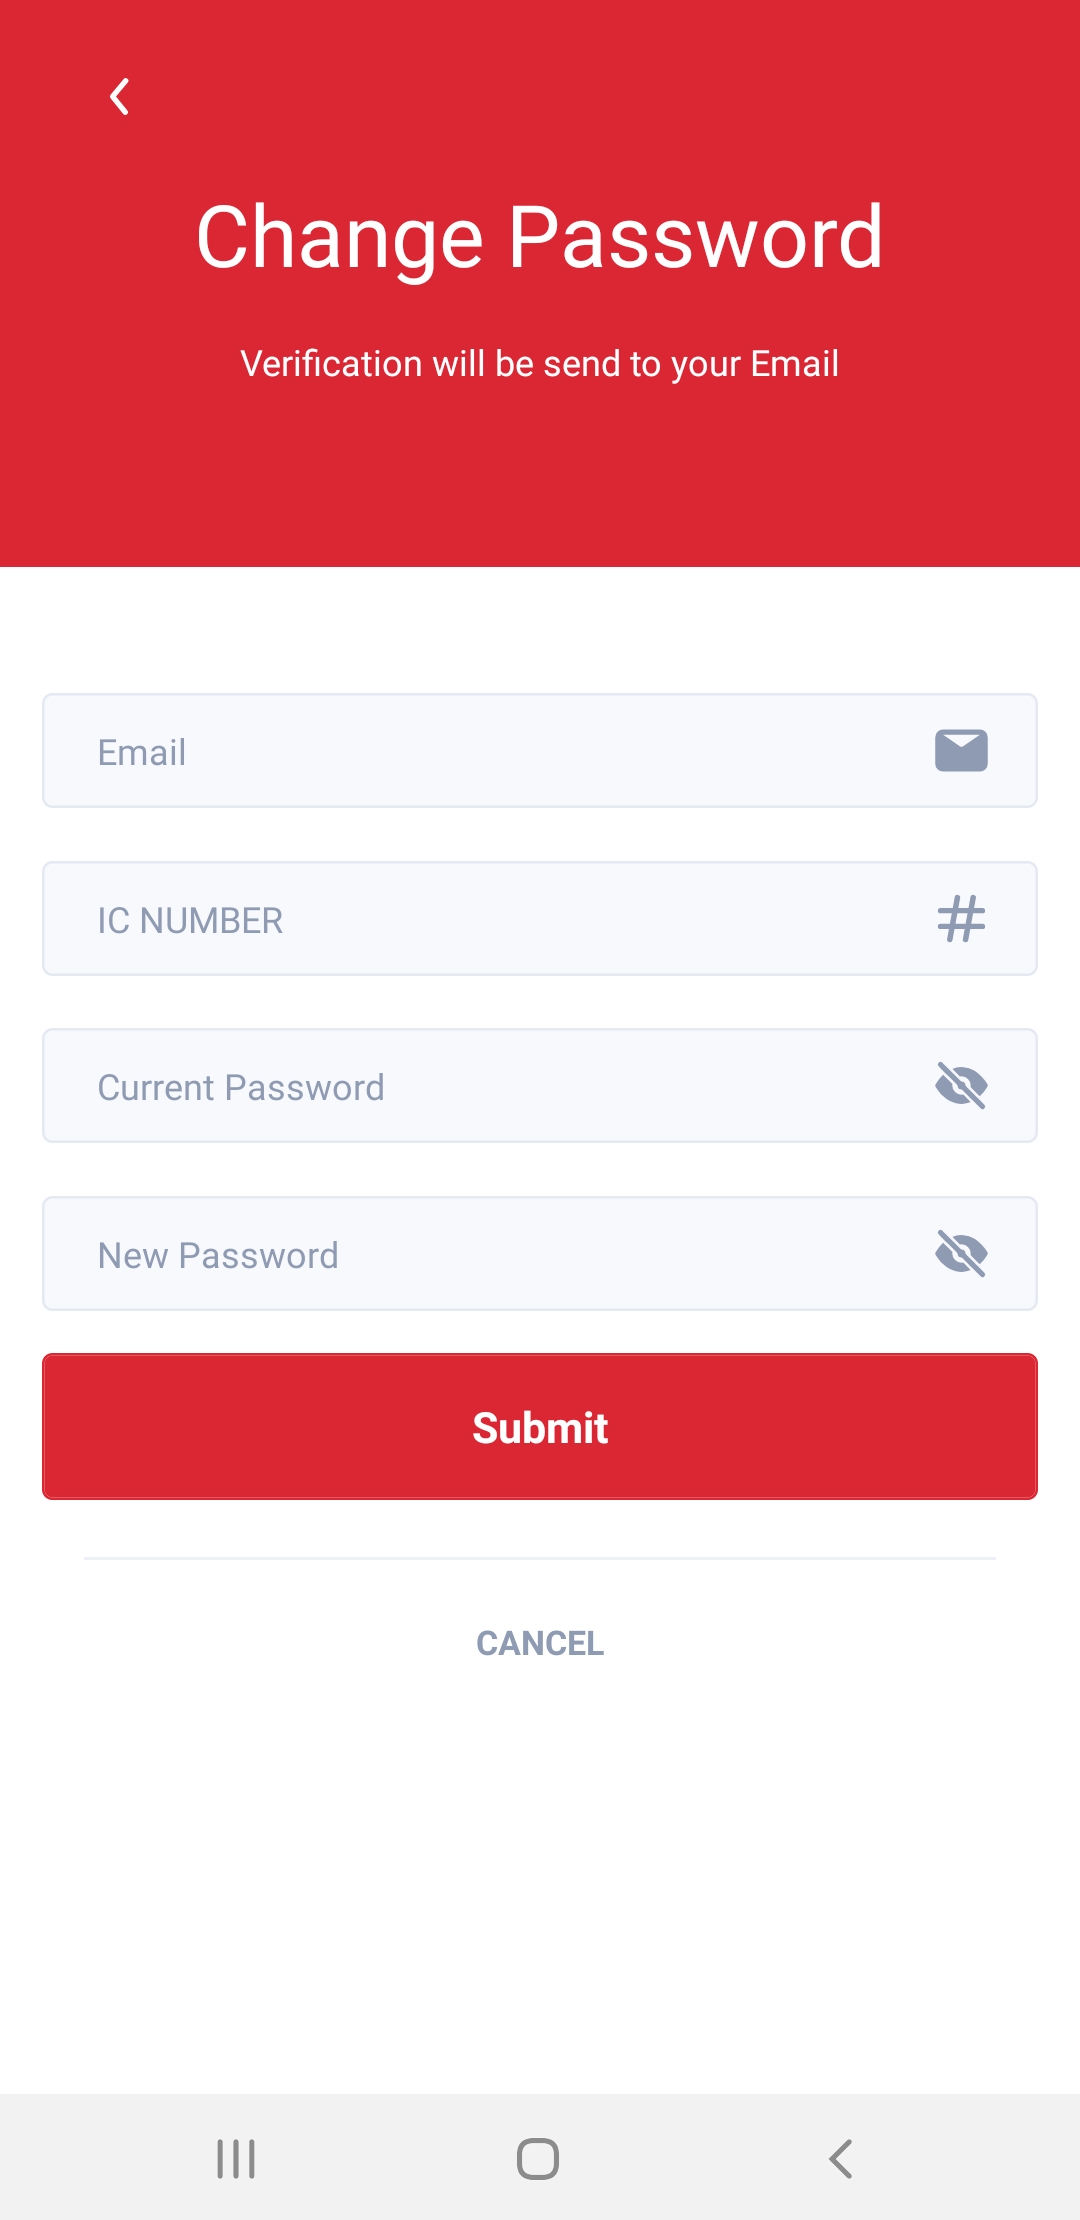 Change Password
Verification will be send to your Email
Email
IC NUMBER
Current Password
New Password
Submit
CANCEL